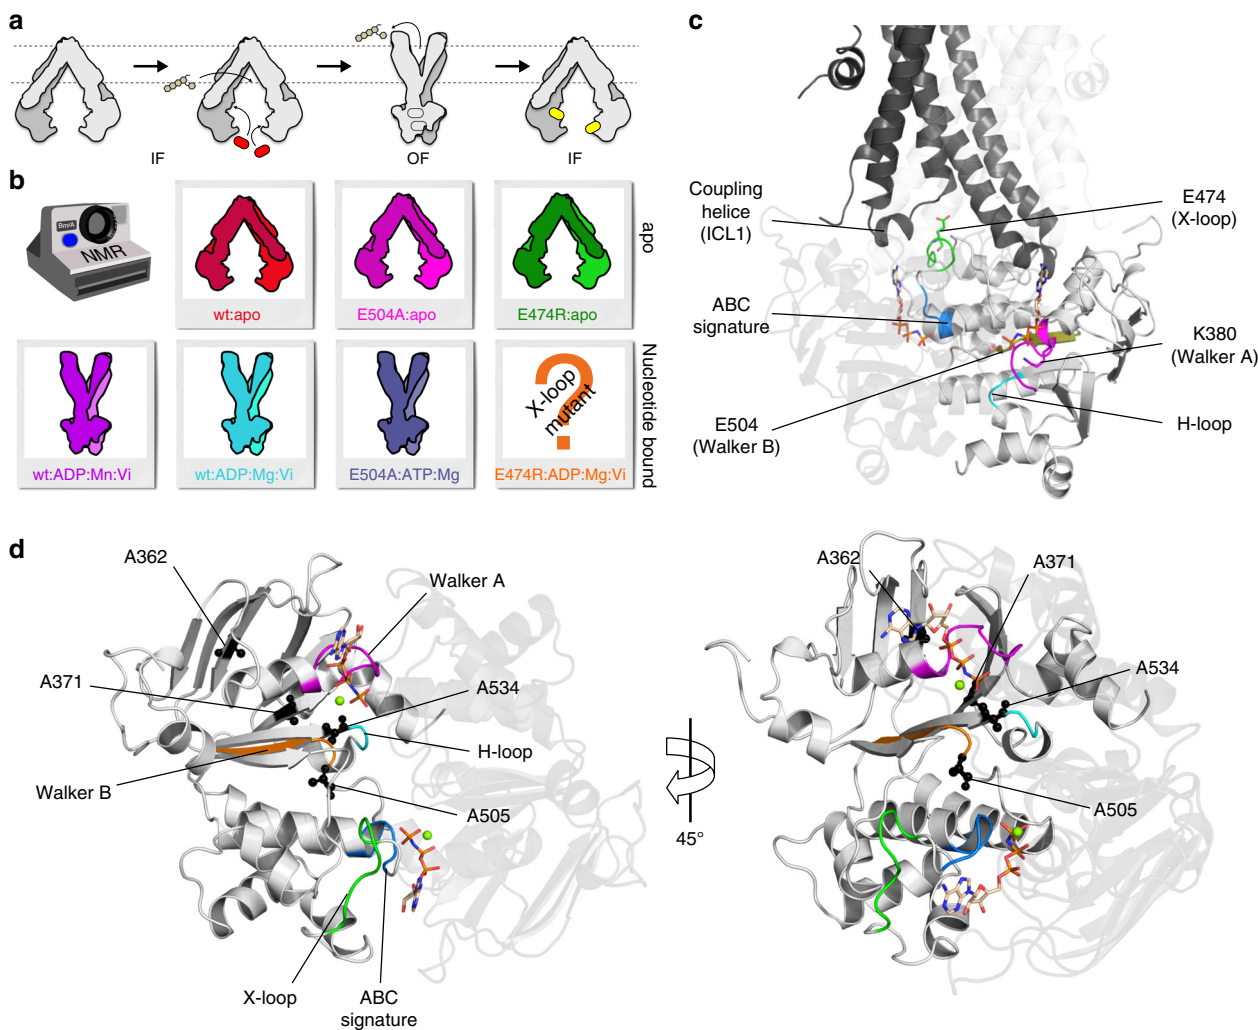 a
IF
OF
IF
b
BmrA
NMR
wt:apo
E504A:apo
E474R:apo
apo
wt:ADP:Mn:Vi
wt:ADP:Mg:Vi
E504A:ATP:Mg
?
X-loop
mutant
E474R:ADP:Mg:Vi
Nucleotide bound
c
Coupling
helice
(ICL1)
E474
(X-loop)
ABC
signature
K380
(Walker A)
E504
(Walker B)
H-loop
d
A362
Walker A
A371
A534
H-loop
Walker B
A505
X-loop
ABC
signature
45°
A362
A371
A534
A505